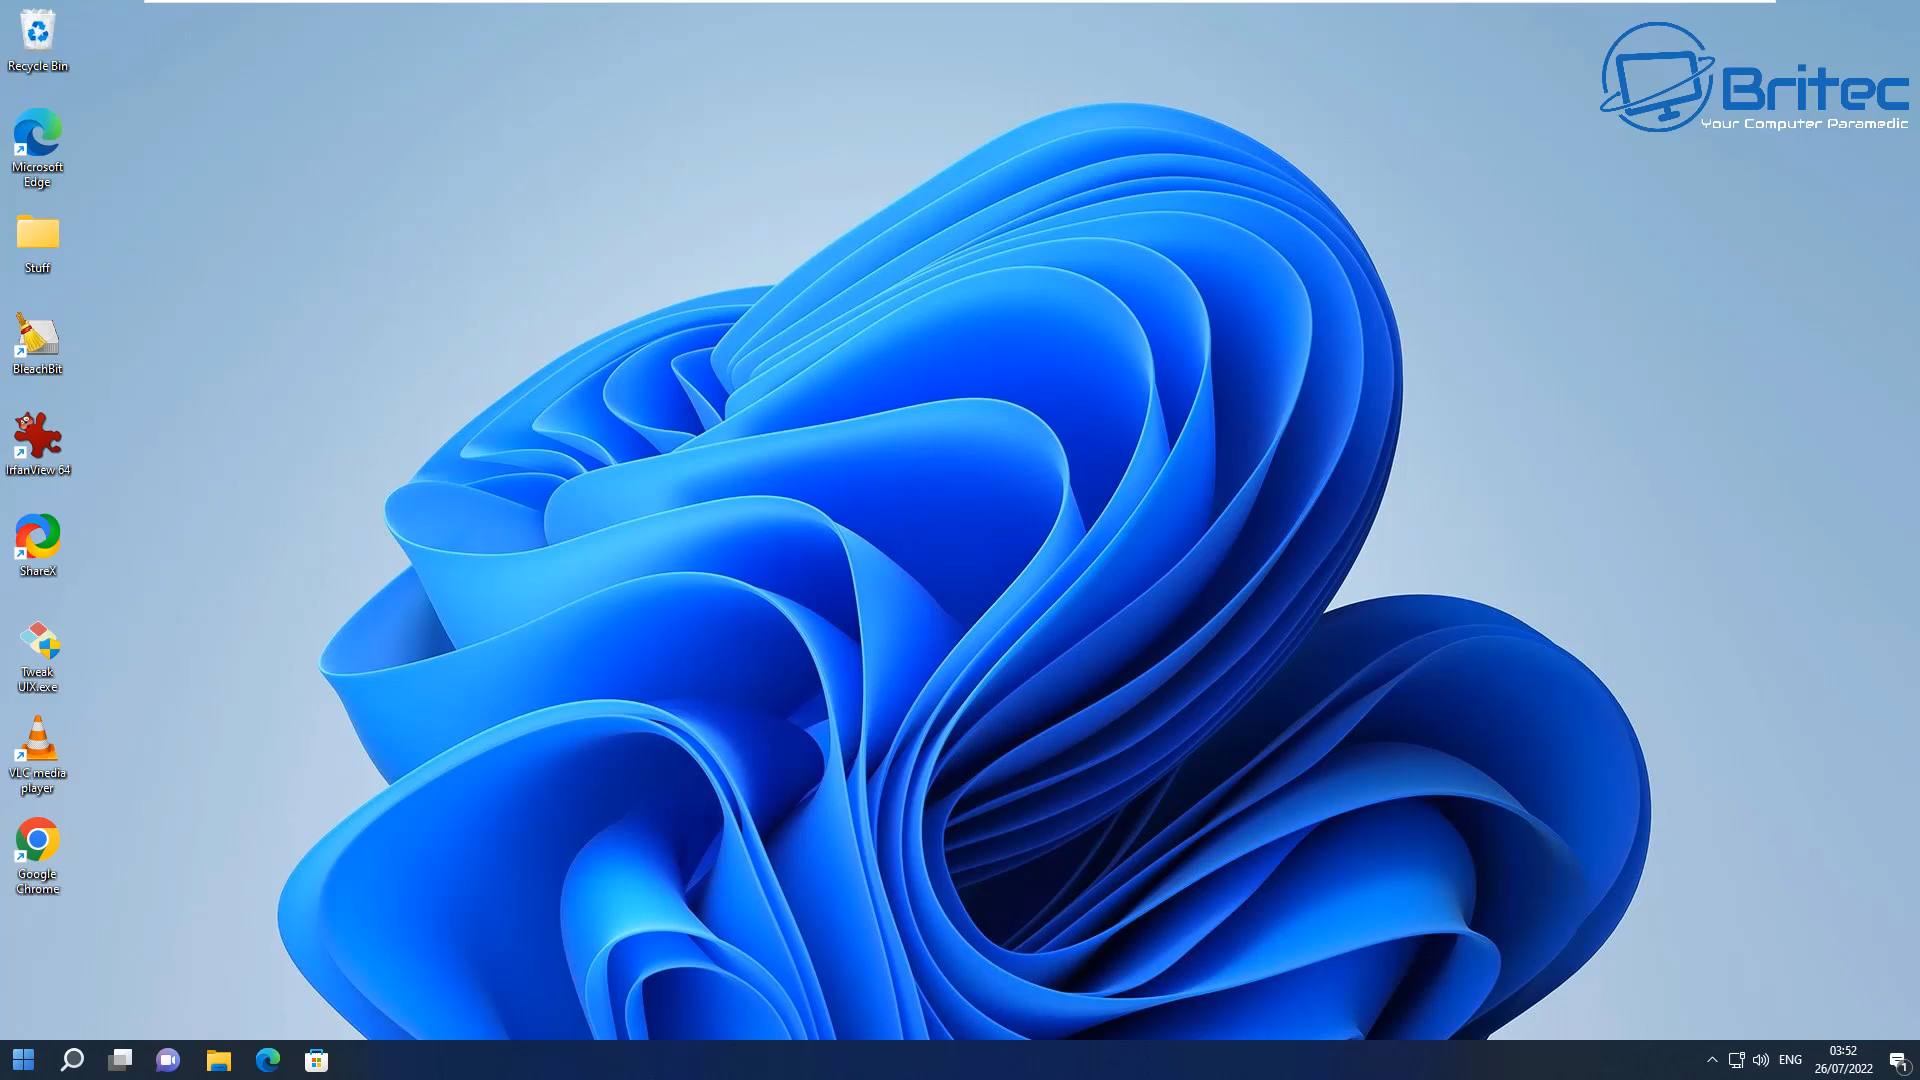 Recycle Bin
Microsoft
Edge
Stuff
BleachBit
IrfanView 64
ShareX
Tweak
UIX.exe
VLC media
player
Google
Chrome
Britec
Your Computer Paramedic
ENG
03:52
26/07/2022
1